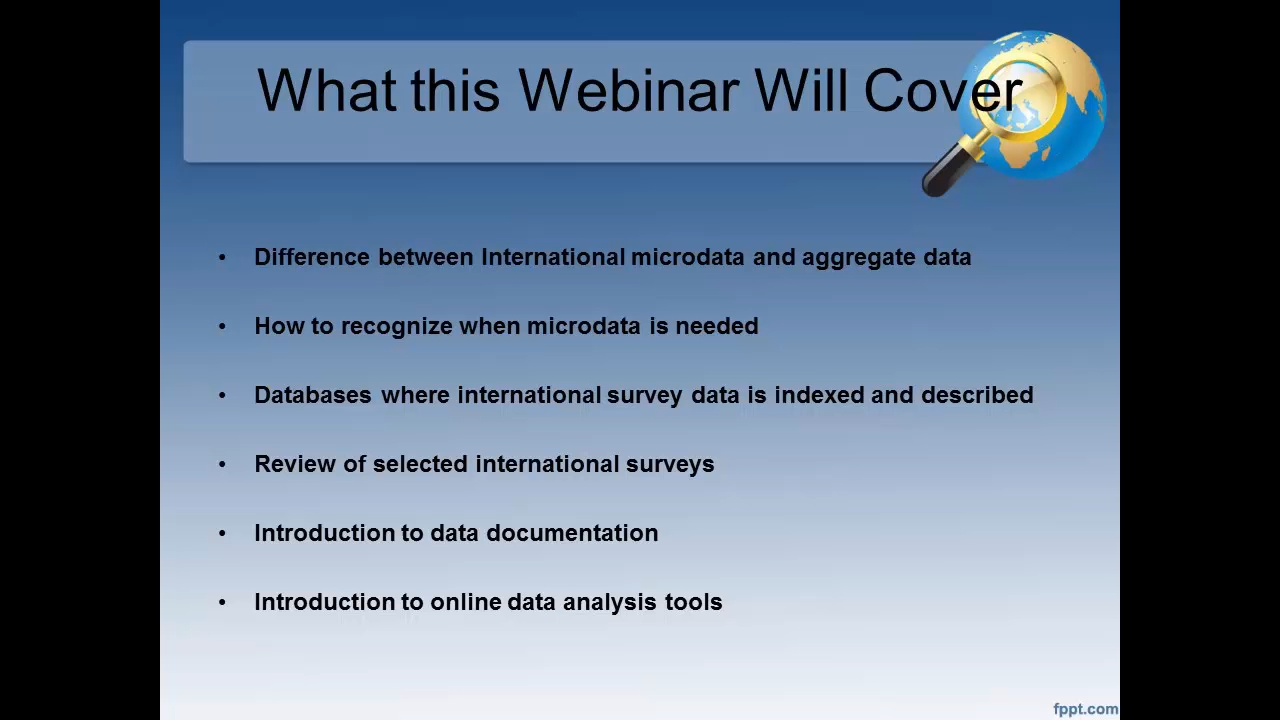 What this Webinar Will Cover
• Difference between International microdata and aggregate data
• How to recognize when microdata is needed
• Databases where international survey data is indexed and described
• Review of selected international surveys
• Introduction to data documentation
• Introduction to online data analysis tools
fppt.com